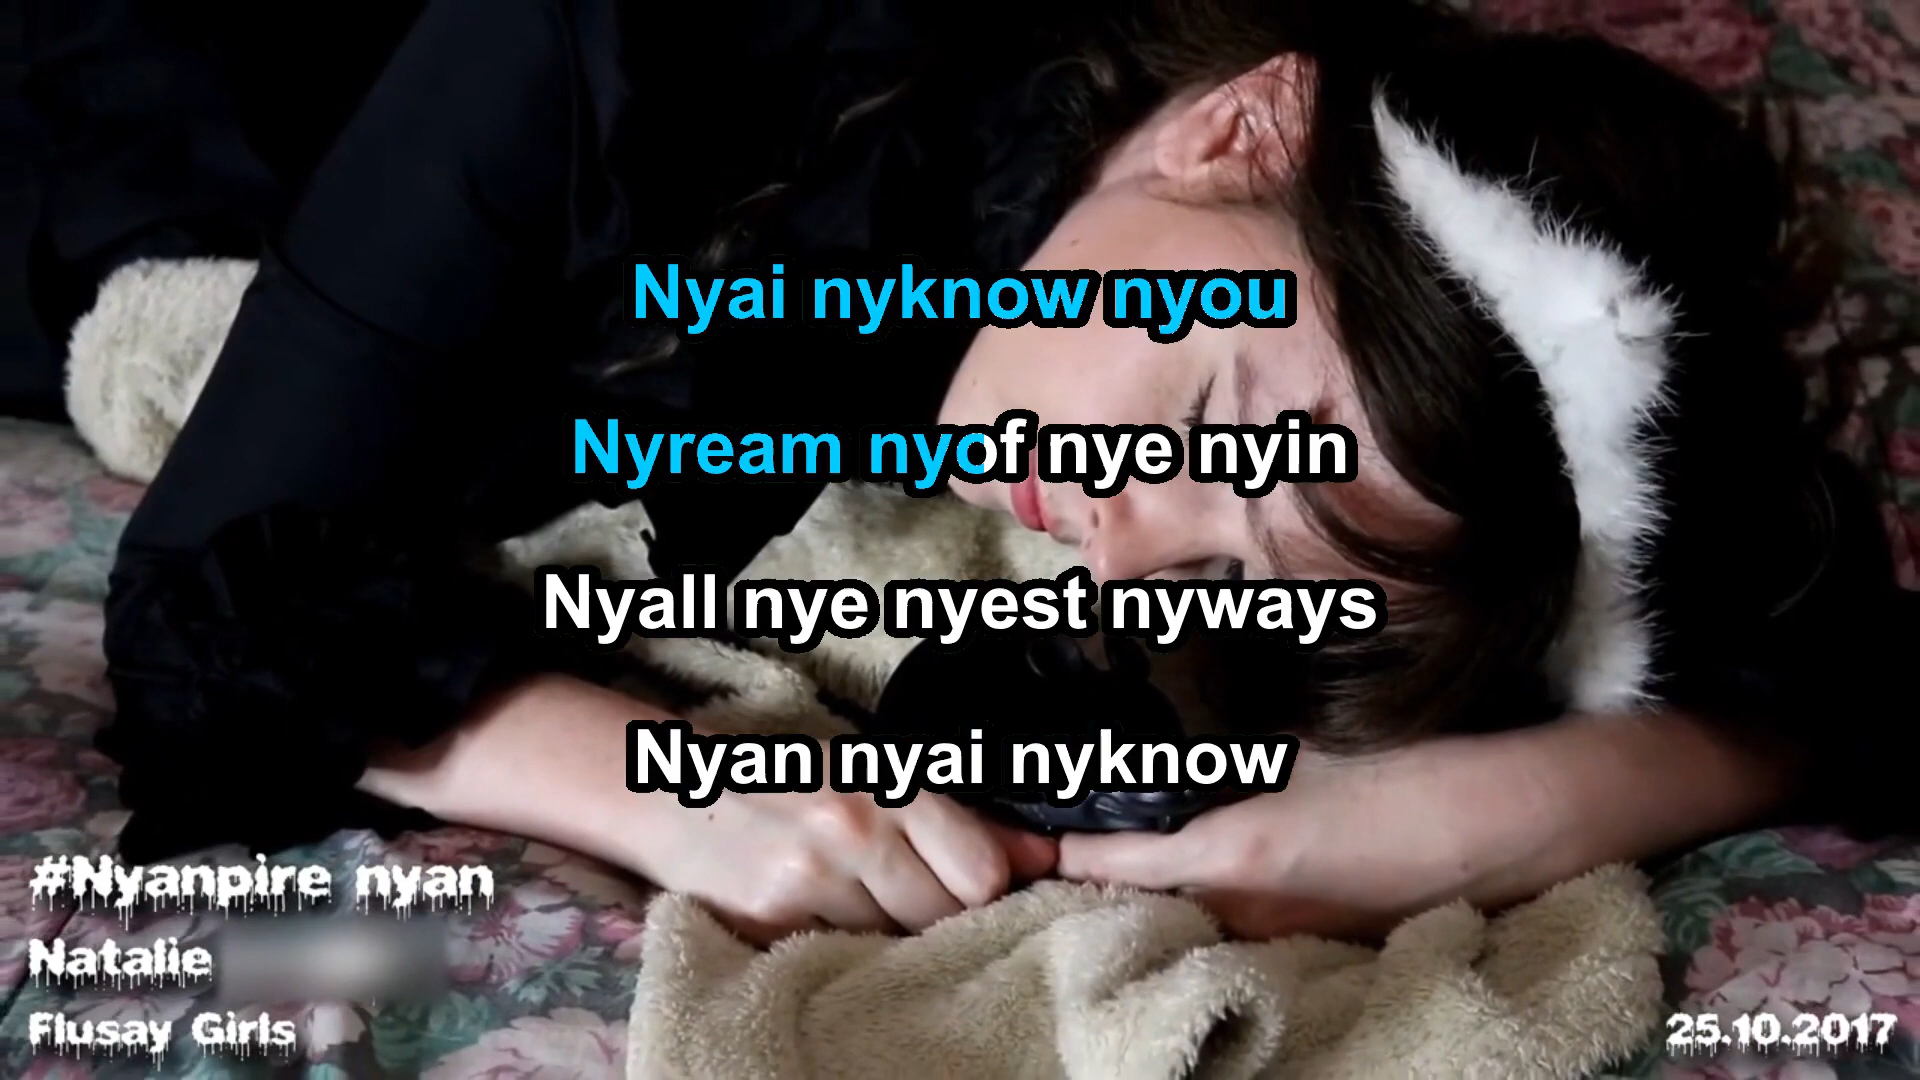 Nyai nyknow nyou
Nyream nyof nye nyin
Nyall nye nyest nyways
Nyan nyai nyknow
#Nyanpire nyan
Natalie
Flusay Girls
25.10.2017